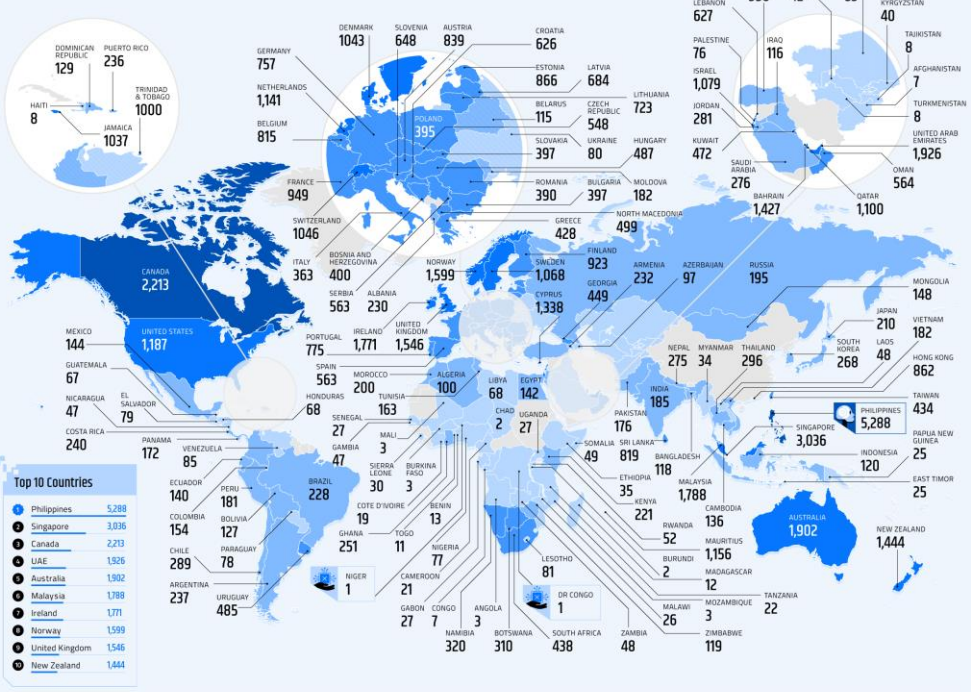 DOMINICAN
REPUBLIC
129
PUERTO RICO
236
HAITI
8
TRINIDAD
& TOBAGO
1000
JAMAICA
1037
GERMANY
757
NETHERLANDS
1,141
BELGIUM
815
DENMARK
1043
SLOVENIA
648
AUSTRIA
839
CROATIA
626
ESTONIA
866
LATVIA
684
LITHUANIA
723
BELARUS
115
CZECH
REPUBLIC
548
POLAND
395
SLOVAKIA
397
UKRAINE
80
HUNGARY
487
FRANCE
949
ROMANIA
390
BULGARIA
397
MOLDOVA
182
SWITZERLAND
1046
GREECE
428
NORTH MACEDONIA
499
ITALY
363
BOSNIA AND
HERZEGOVINA
400
SERBIA
563
ALBANIA
230
LEBANON
627
KYRGYZSTAN
40
PALESTINE
76
IRAQ
116
TAJIKISTAN
8
ISRAEL
1,079
AFGHANISTAN
7
JORDAN
281
TURKMENISTAN
8
KUWAIT
472
UNITED ARAB
EMIRATES
1,926
SAUDI
ARABIA
276
OMAN
564
BAHRAIN
1,427
QATAR
1,100
CANADA
2,213
UNITED STATES
1,187
MEXICO
144
GUATEMALA
67
NICARAGUA
47
EL
SALVADOR
79
COSTA RICA
240
PANAMA
172
HONDURAS
68
VENEZUELA
85
ECUADOR
140
PERU
181
COLOMBIA
154
BOLIVIA
127
BRAZIL
228
CHILE
289
PARAGUAY
78
ARGENTINA
237
URUGUAY
485
NORWAY
1,599
SWEDEN
1,068
FINLAND
923
GEORGIA
449
CYPRUS
1,338
ARMENIA
232
AZERBAIJAN
97
RUSSIA
195
PORTUGAL
775
IRELAND
1,771
UNITED
KINGDOM
1,546
SPAIN
563
MOROCCO
200
ALGERIA
100
TUNISIA
163
LIBYA
68
EGYPT
142
CHAD
2
UGANDA
27
SENEGAL
27
GAMBIA
47
MALI
3
SIERRA
LEONE
30
BURKINA
FASO
3
COTE D'IVOIRE
19
BENIN
13
GHANA
251
TOGO
11
NIGERIA
77
CAMEROON
21
NIGER
1
GABON
27
CONGO
7
ANGOLA
3
NAMIBIA
320
BOTSWANA
310
SOUTH AFRICA
438
LESOTHO
81
DR CONGO
1
ZAMBIA
48
ZIMBABWE
119
MALAWI
26
MOZAMBIQUE
3
TANZANIA
22
MADAGASCAR
12
BURUNDI
2
MAURITIUS
1,156
RWANDA
52
KENYA
221
ETHIOPIA
35
SOMALIA
49
MONGOLIA
148
JAPAN
210
VIETNAM
182
SOUTH
KOREA
268
LAOS
48
HONG KONG
862
NEPAL
275
MYANMAR
34
THAILAND
296
INDIA
185
PAKISTAN
176
SRI LANKA
819
BANGLADESH
118
MALAYSIA
1,788
CAMBODIA
136
TAIWAN
434
PHILIPPINES
5,288
SINGAPORE
3,036
PAPUA NEW
GUINEA
25
INDONESIA
120
EAST TIMOR
25
AUSTRALIA
1,902
NEW ZEALAND
1,444
Top 10 Countries
1 Philippines 5,288
2 Singapore 3,036
3 Canada 2,213
4 UAE 1,926
5 Australia 1,902
6 Malaysia 1,788
7 Ireland 1,771
8 Norway 1,599
9 United Kingdom 1,546
10 New Zealand 1,444